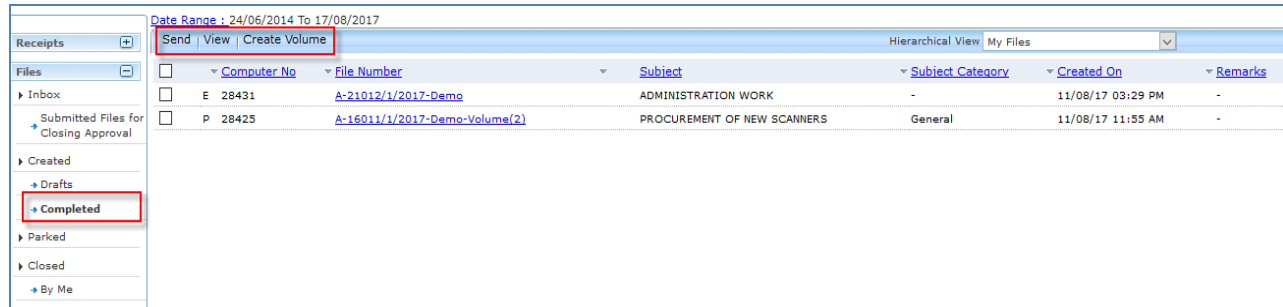 Date Range : 24/06/2014 To 17/08/2017
Receipts
Send View Create Volume Hierarchical View My Files
Files
Computer No File Number Subject Subject Category Created On Remarks
Inbox
E 28431 A-21012/1/2017-Demo ADMINISTRATION WORK - 11/08/17 03:29 PM -
Submitted Files for
Closing Approval
P 28425 A-16011/1/2017-Demo-Volume(2) PROCUREMENT OF NEW SCANNERS General 11/08/17 11:55 AM -
Created
Drafts
Completed
Parked
Closed
By Me